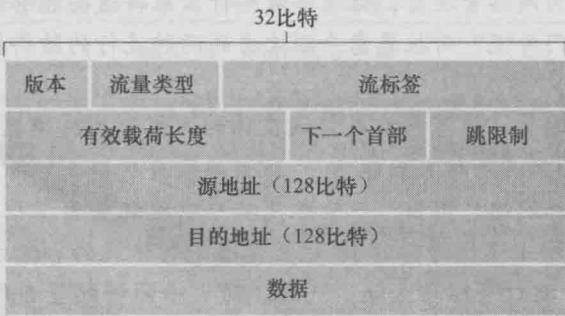 32比特
版本 流量类型 流标签
有效载荷长度 下一个首部 跳限制
源地址（128比特）
目的地址（128比特）
数据